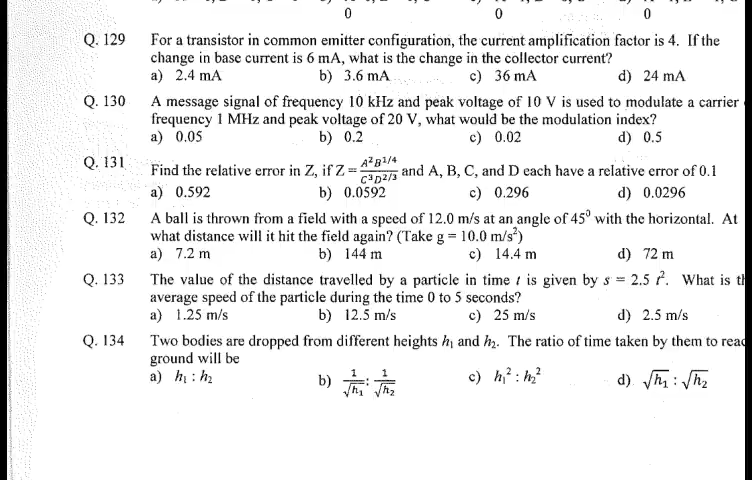 0 0 0
Q. 129 For a transistor in common emitter configuration, the current amplification factor is 4. If the
change in base current is 6 mA, what is the change in the collector current?
a) 2.4 mA b) 3.6 mA c) 36 mA d) 24 mA
Q. 130 A message signal of frequency 10 kHz and peak voltage of 10 V is used to modulate a carrier
frequency 1 MHz and peak voltage of 20 V, what would be the modulation index?
a) 0.05 b) 0.2 c) 0.02 d) 0.5
Q. 131 Find the relative error in Z, if Z = A²B^1/4 / C³D^2/3 and A, B, C, and D each have a relative error of 0.1
a) 0.592 b) 0.0592 c) 0.296 d) 0.0296
Q. 132 A ball is thrown from a field with a speed of 12.0 m/s at an angle of 45⁰ with the horizontal. At
what distance will it hit the field again? (Take g = 10.0 m/s²)
a) 7.2 m b) 144 m c) 14.4 m d) 72 m
Q. 133 The value of the distance travelled by a particle in time t is given by s = 2.5 t². What is
average speed of the particle during the time 0 to 5 seconds?
a) 1.25 m/s b) 12.5 m/s c) 25 m/s d) 2.5 m/s
Q. 134 Two bodies are dropped from different heights h₁ and h₂. The ratio of time taken by them to
ground will be
a) h₁ : h₂ b) 1/√h₁ : 1/√h₂ c) h₁² : h₂² d) √h₁ : √h₂